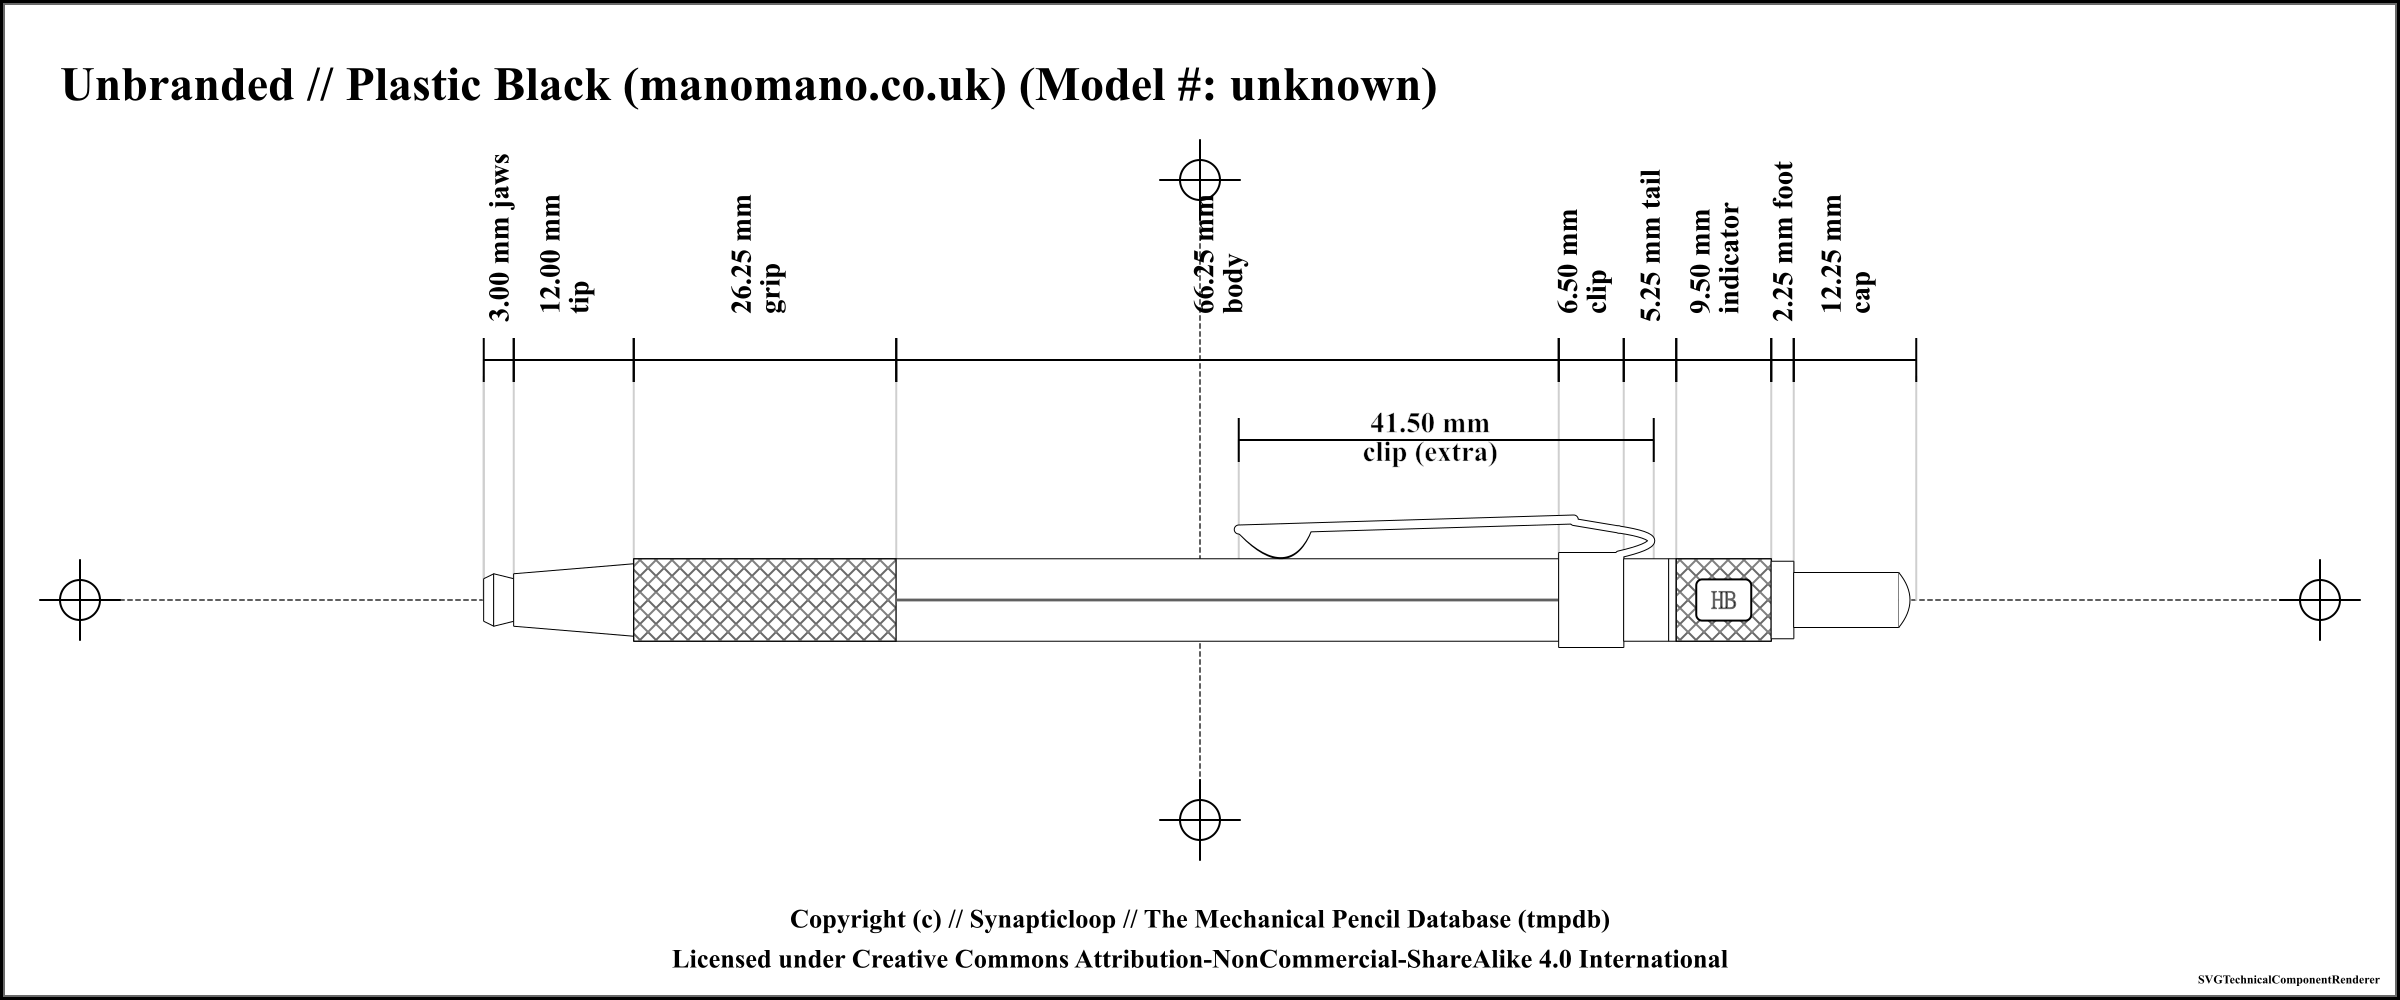 Unbranded // Plastic Black (manomano.co.uk) (Model #: unknown)
3.00 mm jaws
12.00 mm
tip
26.25 mm
grip
66.25 mm
body
6.50 mm
clip
5.25 mm tail
9.50 mm
indicator
2.25 mm foot
12.25 mm
cap
41.50 mm
clip (extra)
HB
Copyright (c) // Synapticloop // The Mechanical Pencil Database (tmpdb)
Licensed under Creative Commons Attribution-NonCommercial-ShareAlike 4.0 International
SVGTechnicalComponentRenderer